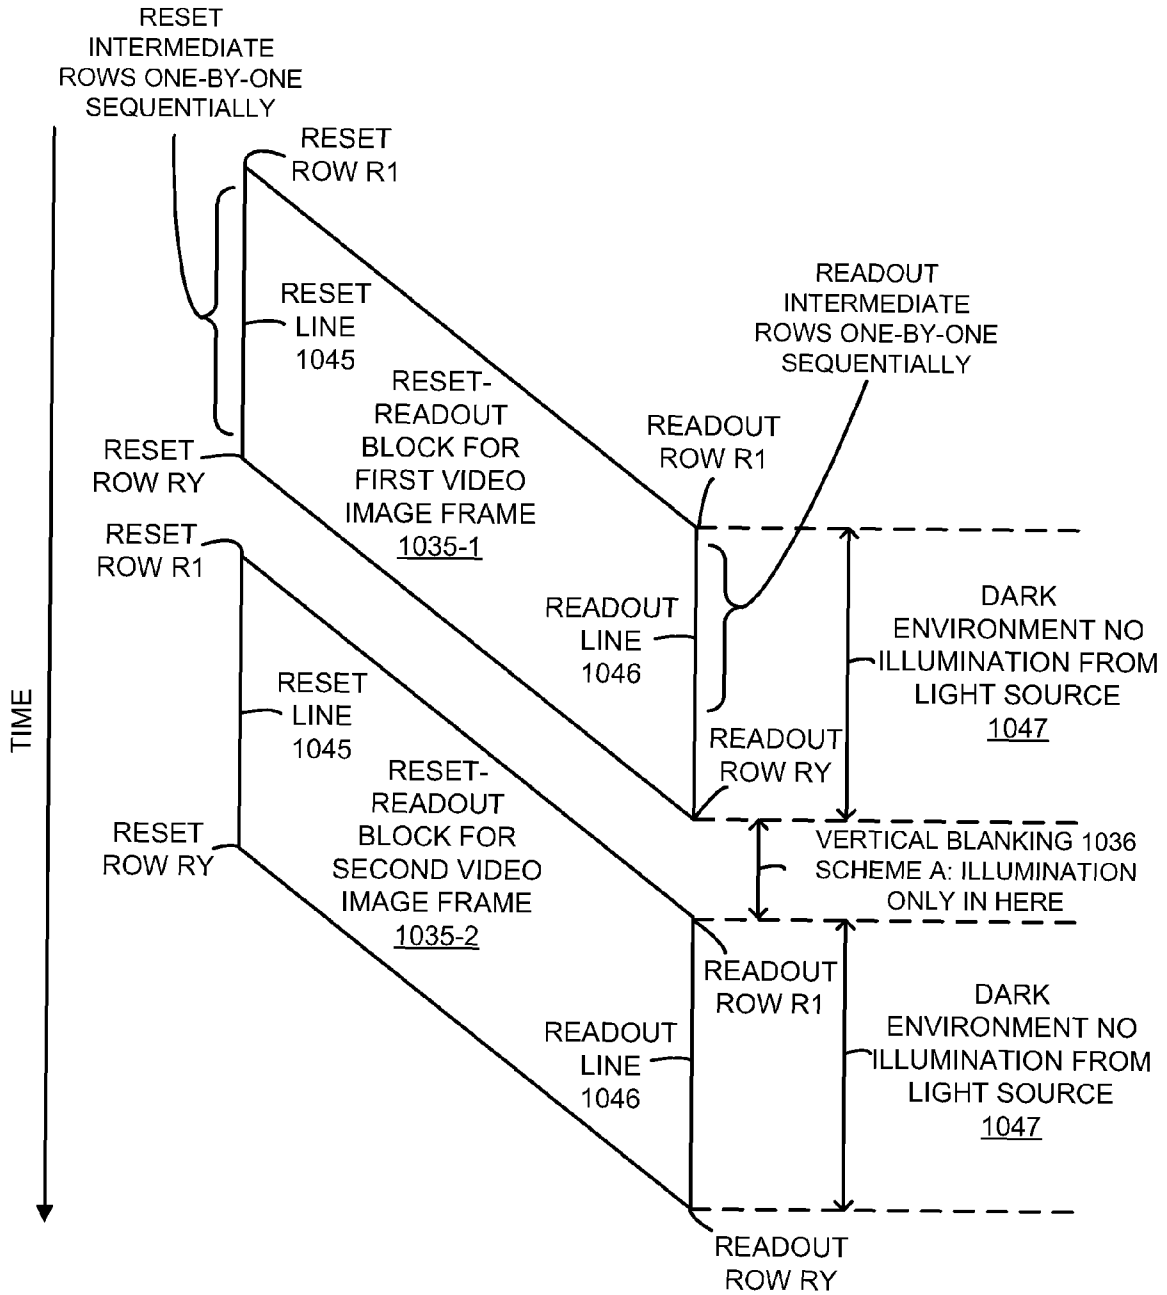 RESET
INTERMEDIATE
ROWS ONE-BY-ONE
SEQUENTIALLY
RESET
ROW R1
READOUT
INTERMEDIATE
ROWS ONE-BY-ONE
SEQUENTIALLY
RESET
LINE
1045
RESET-
READOUT
BLOCK FOR
FIRST VIDEO
IMAGE FRAME
1035-1
READOUT
ROW R1
RESET
ROW RY
RESET
ROW R1
READOUT
LINE
1046
DARK
ENVIRONMENT NO
ILLUMINATION FROM
LIGHT SOURCE
1047
TIME
RESET
LINE
1045
READOUT
ROW RY
RESET-
READOUT
BLOCK FOR
SECOND VIDEO
IMAGE FRAME
1035-2
RESET
ROW RY
VERTICAL BLANKING 1036
SCHEME A: ILLUMINATION
ONLY IN HERE
READOUT
ROW R1
READOUT
LINE
1046
DARK
ENVIRONMENT NO
ILLUMINATION FROM
LIGHT SOURCE
1047
READOUT
ROW RY